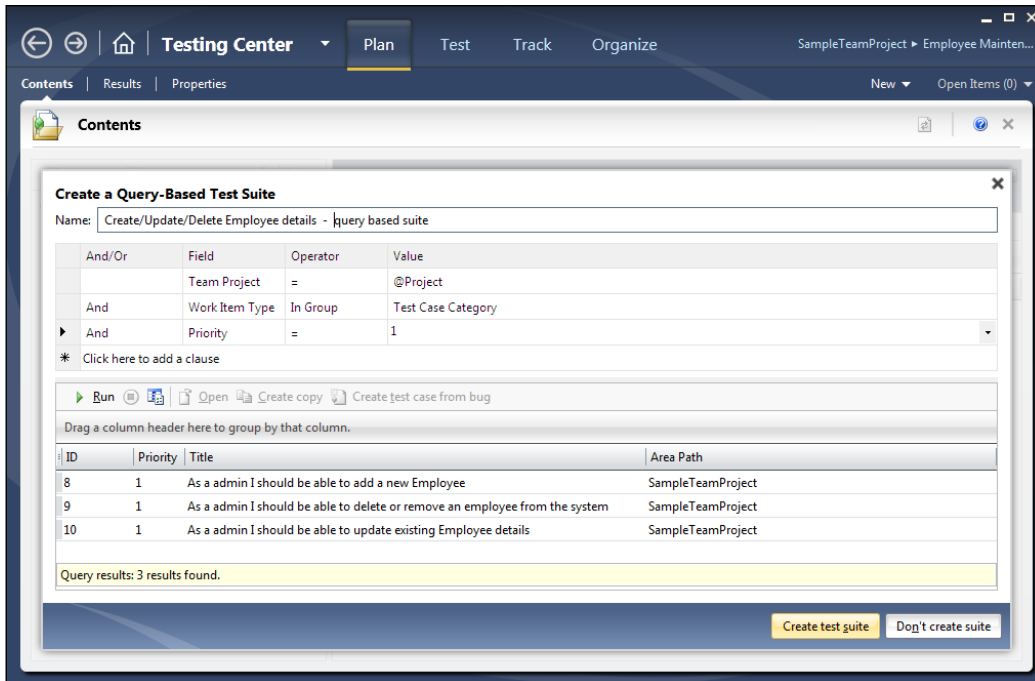 Testing Center Plan Test Track Organize SampleTeamProject ▸ Employee Mainten...
Contents | Results | Properties New Open Items (0)
Contents
Create a Query-Based Test Suite
Name: Create/Update/Delete Employee details - query based suite
And/Or Field Operator Value
Team Project = @Project
And Work Item Type In Group Test Case Category
And Priority = 1
Click here to add a clause
Run Open Create copy Create test case from bug
Drag a column header here to group by that column.
ID Priority Title Area Path
8 1 As a admin I should be able to add a new Employee SampleTeamProject
9 1 As a admin I should be able to delete or remove an employee from the system SampleTeamProject
10 1 As a admin I should be able to update existing Employee details SampleTeamProject
Query results: 3 results found.
Create test suite Don't create suite